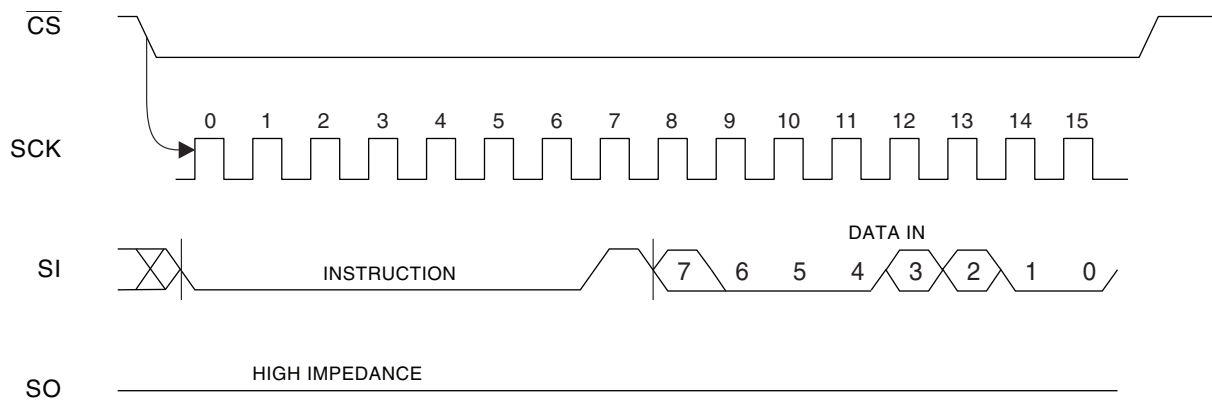 C̅S̅
0 1 2 3 4 5 6 7 8 9 10 11 12 13 14 15
SCK
DATA IN
SI
INSTRUCTION
7 6 5 4 3 2 1 0
HIGH IMPEDANCE
SO